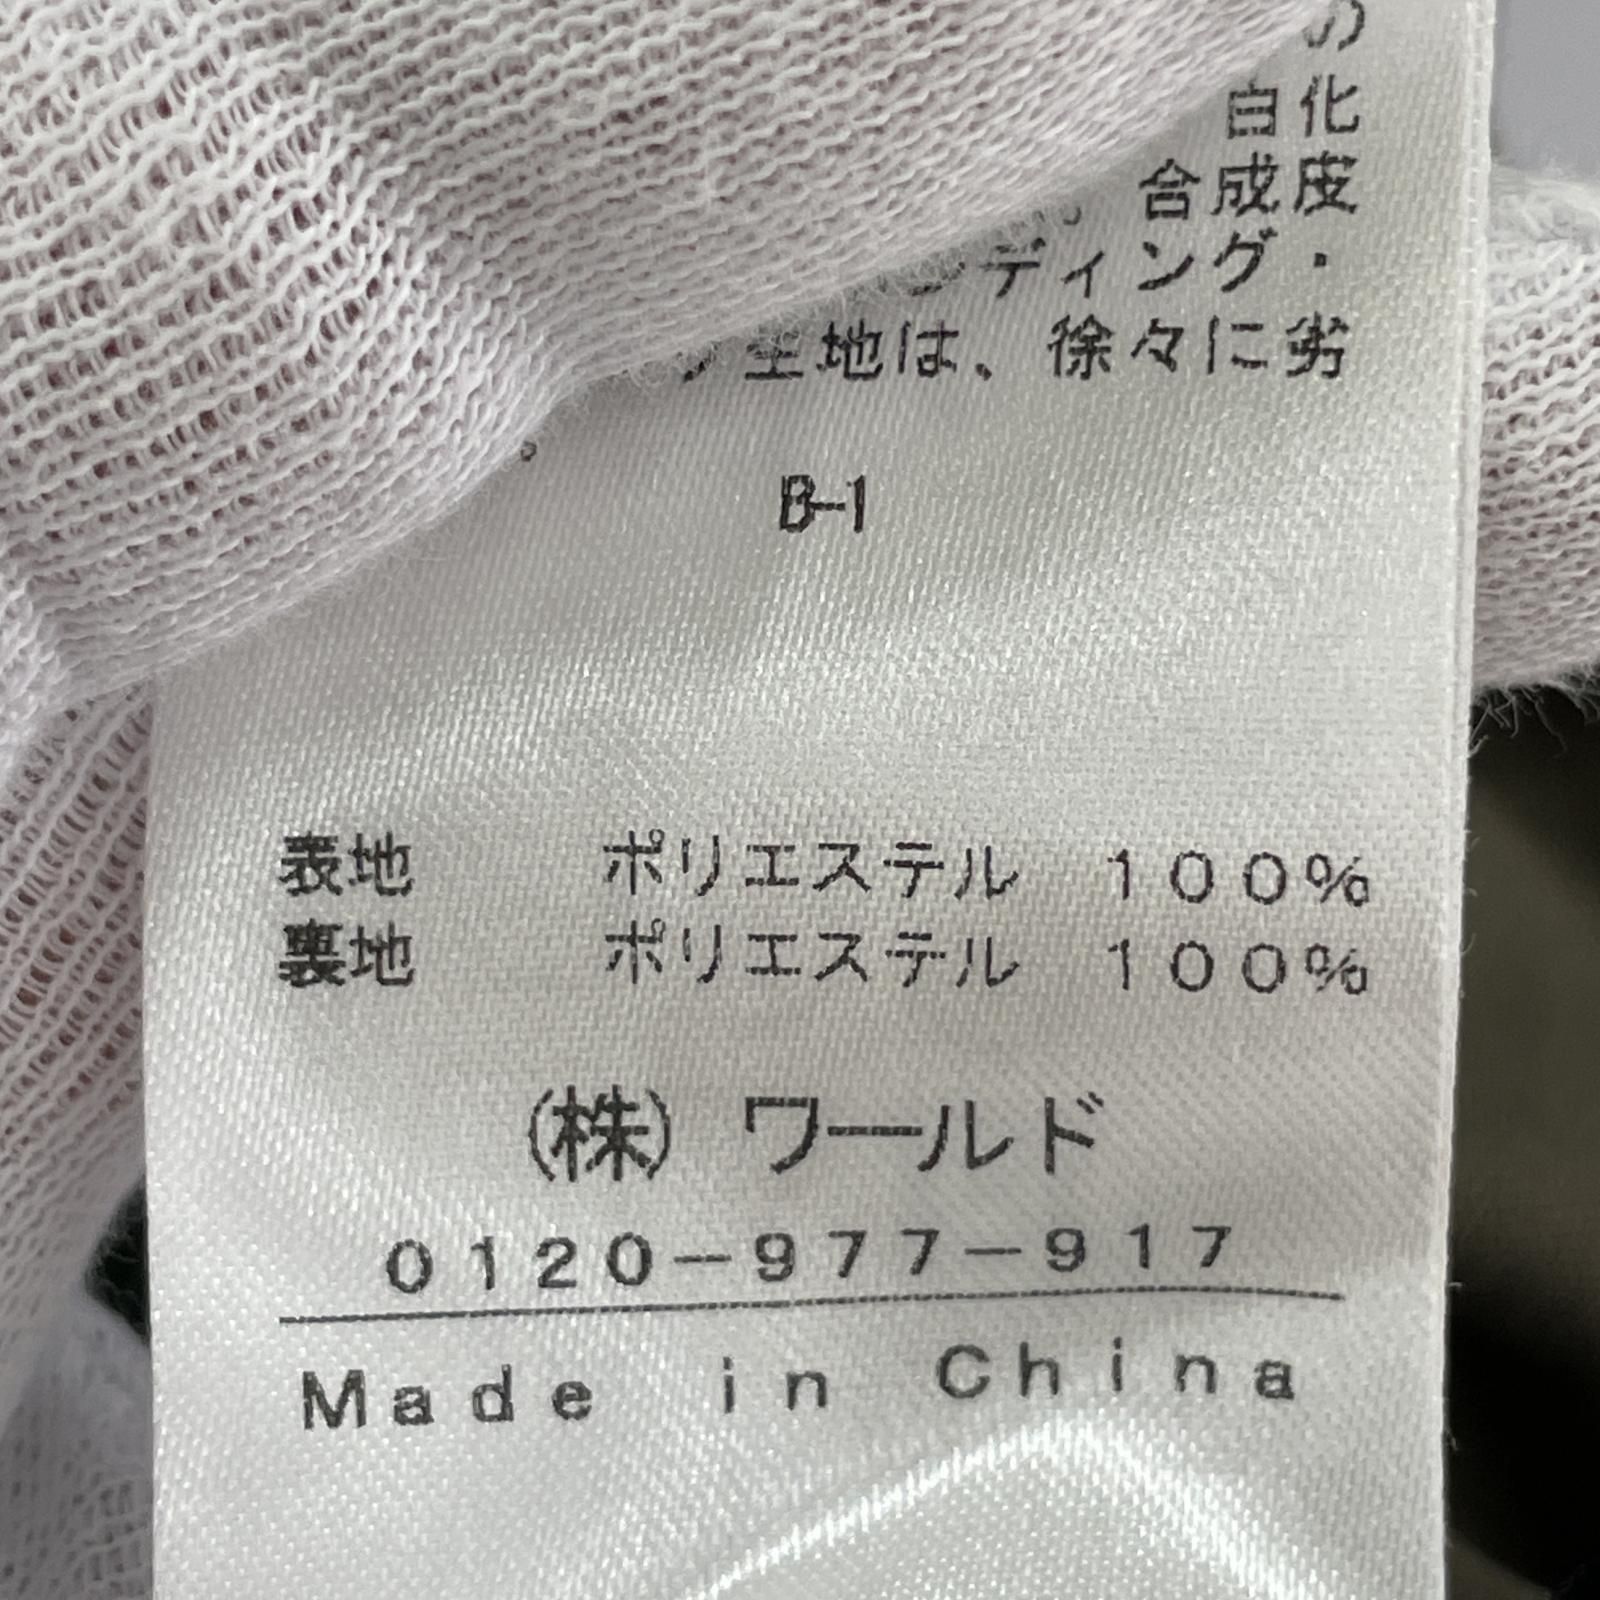 の
白化
。合成皮
ディング・
生地は、徐々に劣
。
B-1
表地 ポリエステル 100%
裏地 ポリエステル 100%
(株) ワールド
0120-977-917
Made in China